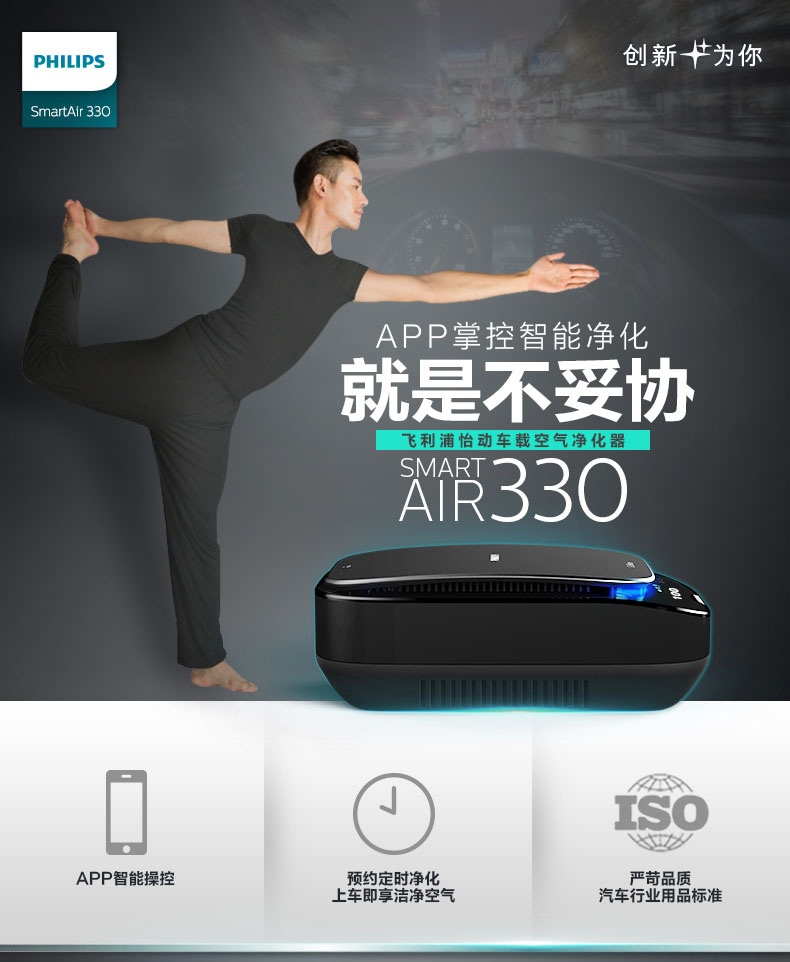 PHILIPS
SmartAir 330
创新为你
APP掌控智能净化
就是不妥协
飞利浦怡动车载空气净化器
SMART
AIR 330
100
APP智能操控
预约定时净化
上车即享洁净空气
ISO
严苛品质
汽车行业用品标准